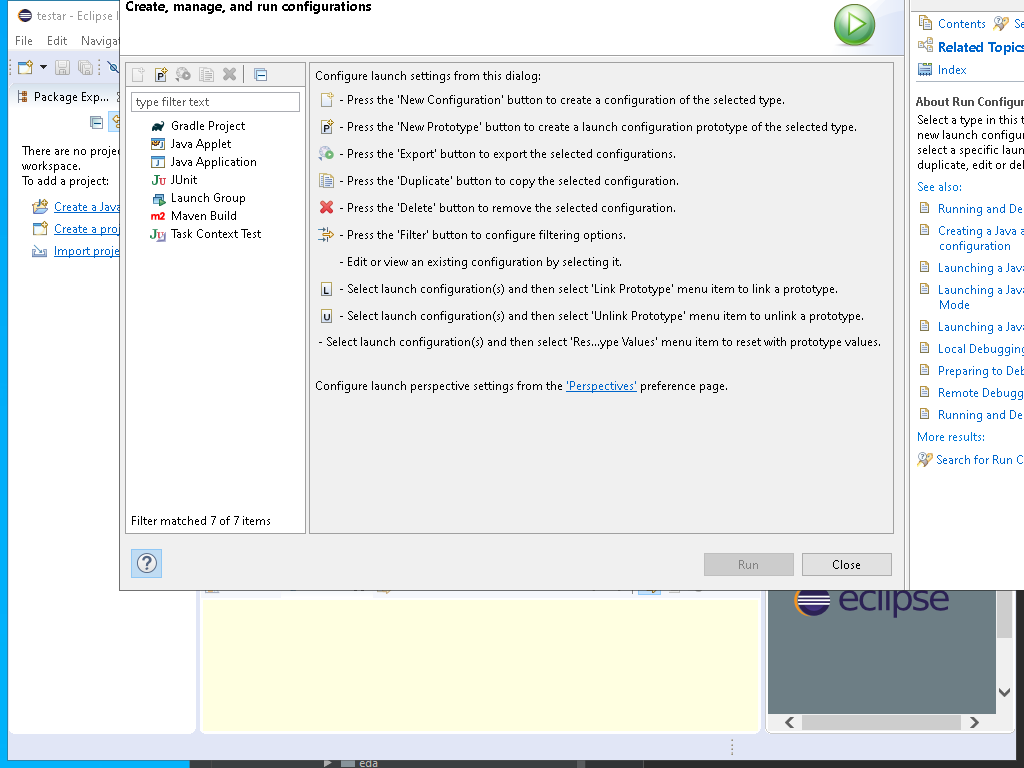 testar - Eclipse I
File Edit Naviga
Package Exp...
There are no proje
workspace.
To add a project:
Create a Java
Create a proj
Import proje
Create, manage, and run configurations
type filter text
Gradle Project
Java Applet
Java Application
JUnit
Launch Group
Maven Build
Task Context Test
Filter matched 7 of 7 items
Configure launch settings from this dialog:
- Press the 'New Configuration' button to create a configuration of the selected type.
- Press the 'New Prototype' button to create a launch configuration prototype of the selected type.
- Press the 'Export' button to export the selected configurations.
- Press the 'Duplicate' button to copy the selected configuration.
- Press the 'Delete' button to remove the selected configuration.
- Press the 'Filter' button to configure filtering options.
- Edit or view an existing configuration by selecting it.
- Select launch configuration(s) and then select 'Link Prototype' menu item to link a prototype.
- Select launch configuration(s) and then select 'Unlink Prototype' menu item to unlink a prototype.
- Select launch configuration(s) and then select 'Res...ype Values' menu item to reset with prototype values.
Configure launch perspective settings from the 'Perspectives' preference page.
Run Close
Contents Se
Related Topics
Index
About Run Configur
Select a type in this t
new launch configur
select a specific laun
duplicate, edit or del
See also:
Running and De
Creating a Java a
configuration
Launching a Java
Launching a Java
Mode
Launching a Java
Local Debugging
Preparing to Deb
Remote Debugg
Running and De
More results:
Search for Run C
eclipse
eda